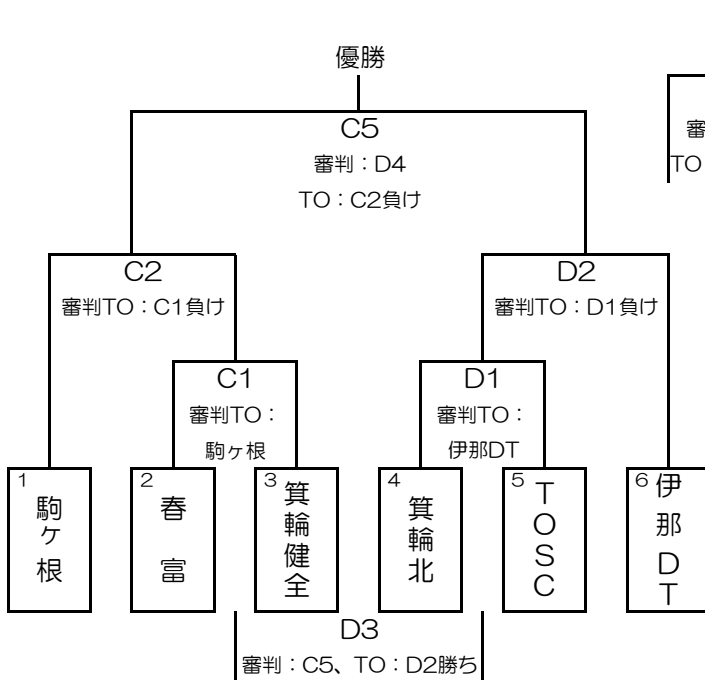 優勝
C5
審判：D4
TO：C2負け
審
TO
C2
審判TO：C1負け
D2
審判TO：D1負け
C1
審判TO：
駒ヶ根
D1
審判TO：
伊那DT
1
駒ヶ根
2
春富
3
箕輪健全
4
箕輪北
5
TOSC
6
伊那DT
D3
審判：C5、TO：D2勝ち